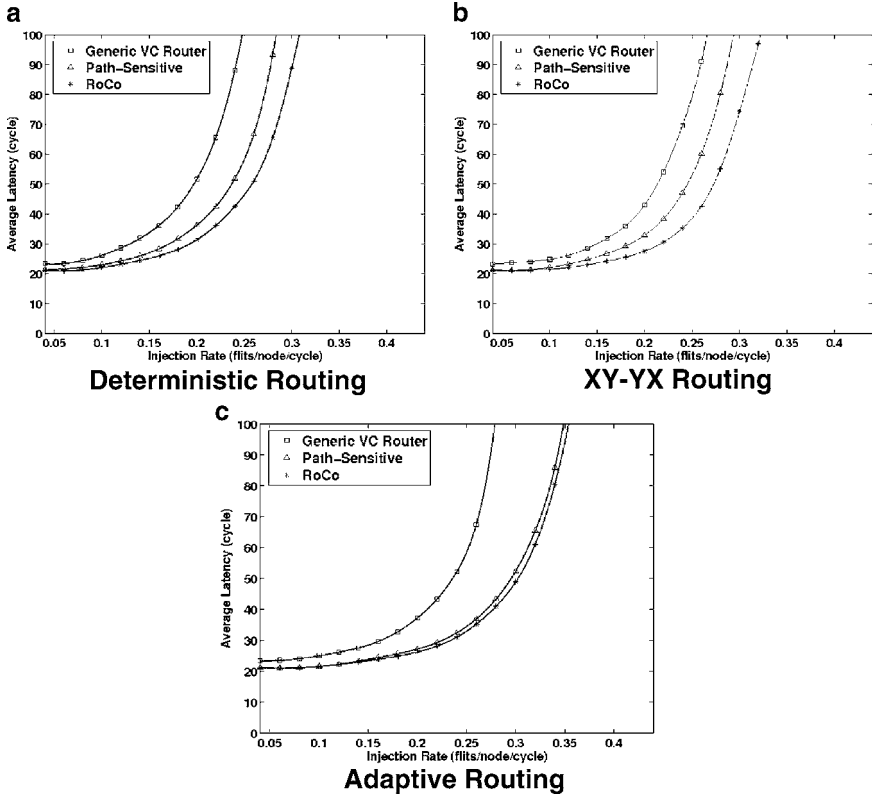 a
100
90
80
70
60
50
40
30
20
10
0
Average Latency (cycle)
Generic VC Router
Path-Sensitive
RoCo
0.05 0.1 0.15 0.2 0.25 0.3 0.35 0.4
Injection Rate (flits/node/cycle)
Deterministic Routing
b
100
90
80
70
60
50
40
30
20
10
0
Average Latency (cycle)
Generic VC Router
Path-Sensitive
RoCo
0.05 0.1 0.15 0.2 0.25 0.3 0.35 0.4
Injection Rate (flits/node/cycle)
XY-YX Routing
c
100
90
80
70
60
50
40
30
20
10
0
Average Latency (cycle)
Generic VC Router
Path-Sensitive
RoCo
0.05 0.1 0.15 0.2 0.25 0.3 0.35 0.4
Injection Rate (flits/node/cycle)
Adaptive Routing